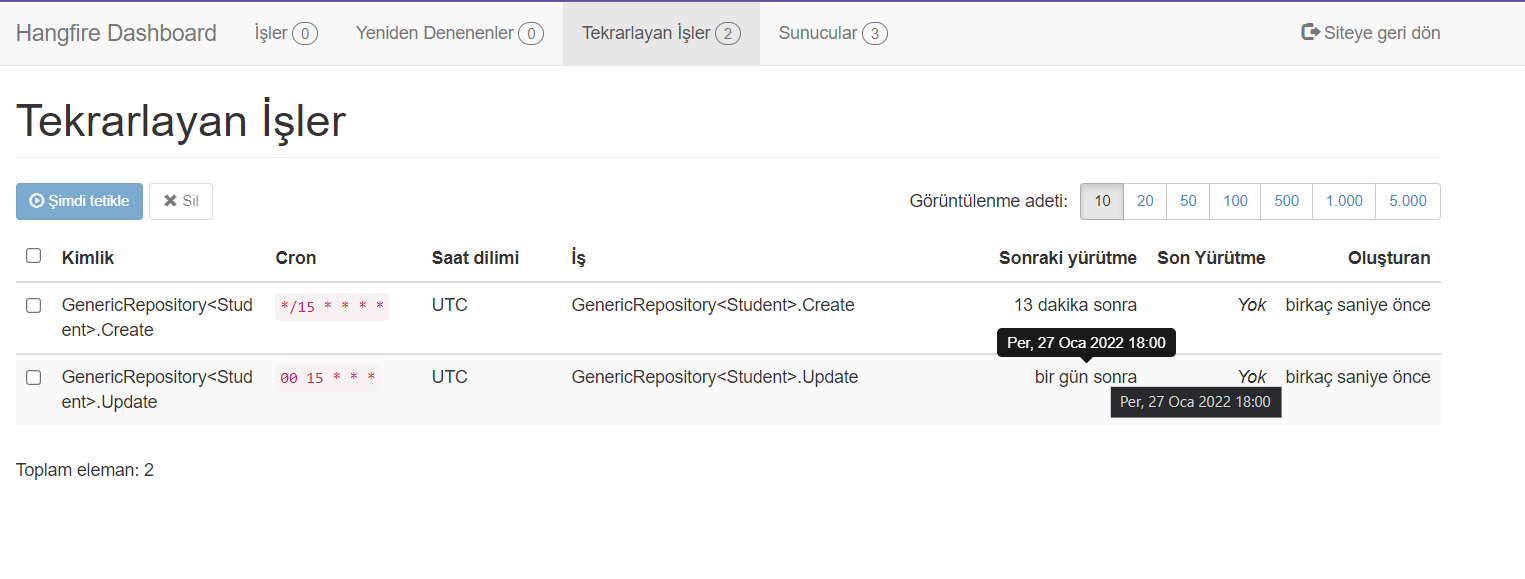 Hangfire Dashboard İşler 0 Yeniden Denenenler 0 Tekrarlayan İşler 2 Sunucular 3 Siteye geri dön
Tekrarlayan İşler
Şimdi tetikle Sil Görüntülenme adeti: 10 20 50 100 500 1.000 5.000
Kimlik Cron Saat dilimi İş Sonraki yürütme Son Yürütme Oluşturan
GenericRepository<Stud */15 * * * * UTC GenericRepository<Student>.Create 13 dakika sonra Yok birkaç saniye önce
ent>.Create
Per, 27 Oca 2022 18:00
GenericRepository<Stud 00 15 * * * UTC GenericRepository<Student>.Update bir gün sonra Yok birkaç saniye önce
ent>.Update
Per, 27 Oca 2022 18:00
Toplam eleman: 2